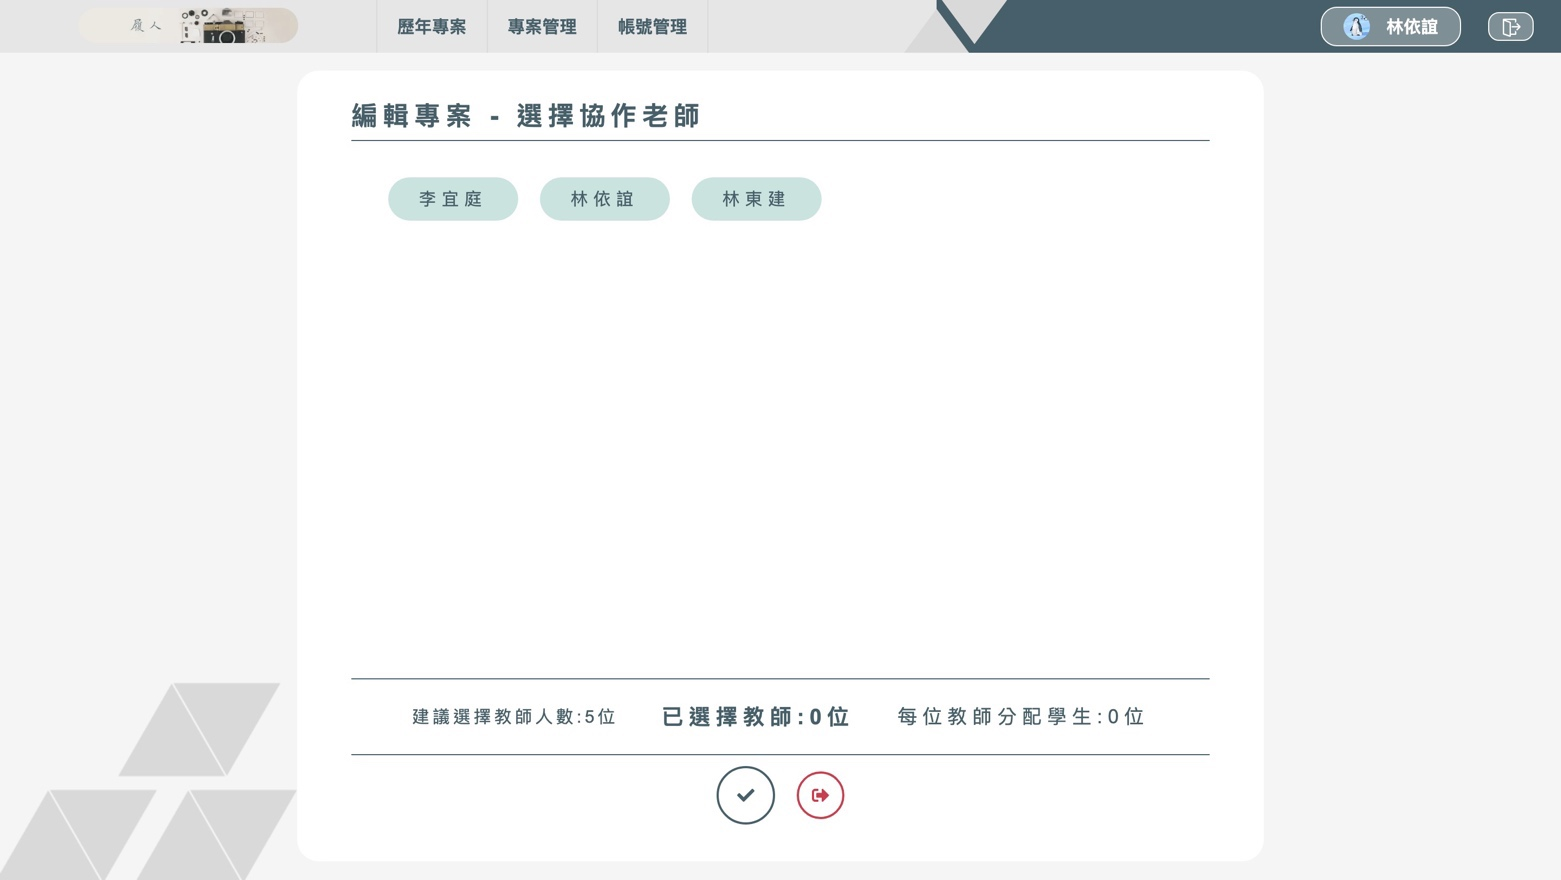 履人
歷年專案
專案管理
帳號管理
林依誼
編輯專案 - 選擇協作老師
李宜庭
林依誼
林東建
建議選擇教師人數:5位
已選擇教師:0位
每位教師分配學生:0位